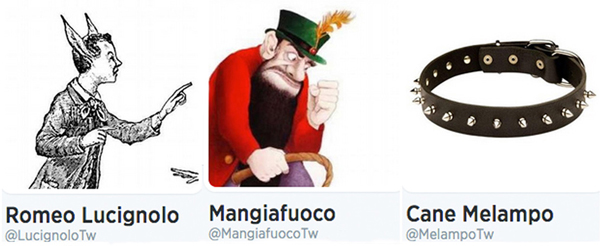 Romeo Lucignolo
@LucignoloTw
Mangiafuoco
@MangiafuocoTw
Cane Melampo
@MelampoTw